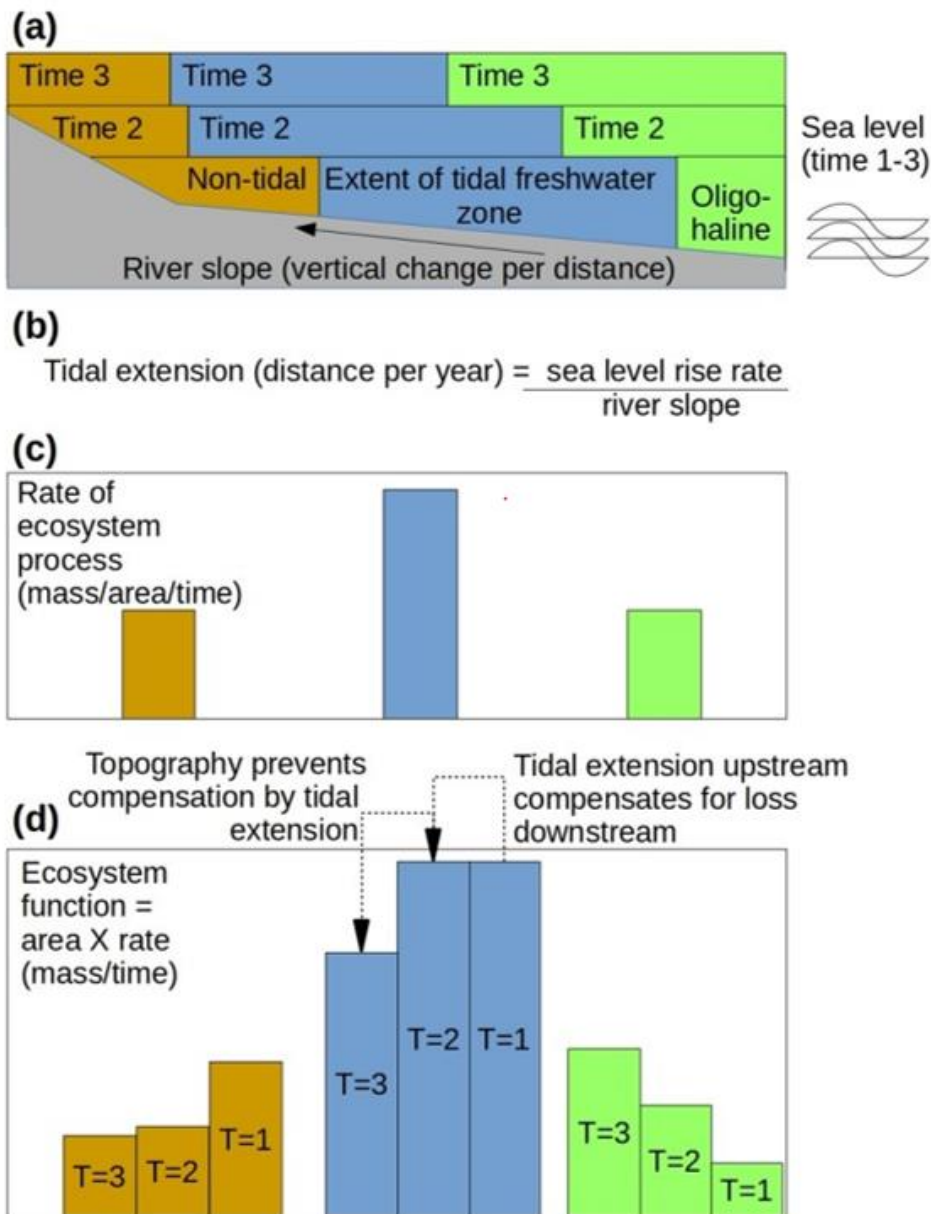 (a)
Time 3
Time 3
Time 3
Time 2
Time 2
Time 2
Sea level
(time 1-3)
Non-tidal
Extent of tidal freshwater
zone
Oligo-
haline
River slope (vertical change per distance)
(b)
Tidal extension (distance per year) = sea level rise rate
river slope
(c)
Rate of
ecosystem
process
(mass/area/time)
Topography prevents
compensation by tidal
extension
Tidal extension upstream
compensates for loss
downstream
(d)
Ecosystem
function =
area X rate
(mass/time)
T=3
T=2
T=1
T=3
T=2
T=1
T=3
T=2
T=1